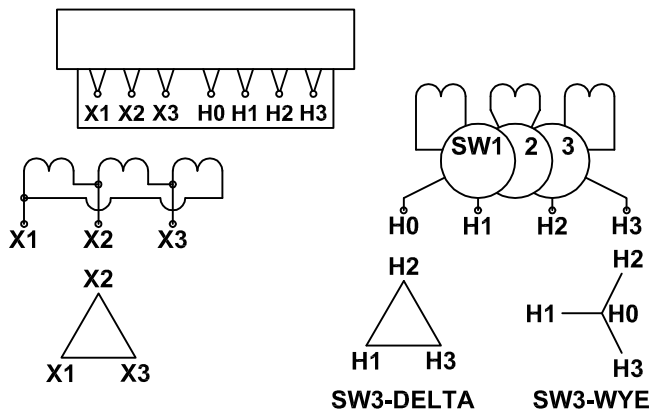 X1 X2 X3 H0 H1 H2 H3
SW1 2 3
X1 X2 X3
H0 H1 H2 H3
X2
X1 X3
H2
H1 H3
SW3-DELTA
H2
H1 H0
H3
SW3-WYE